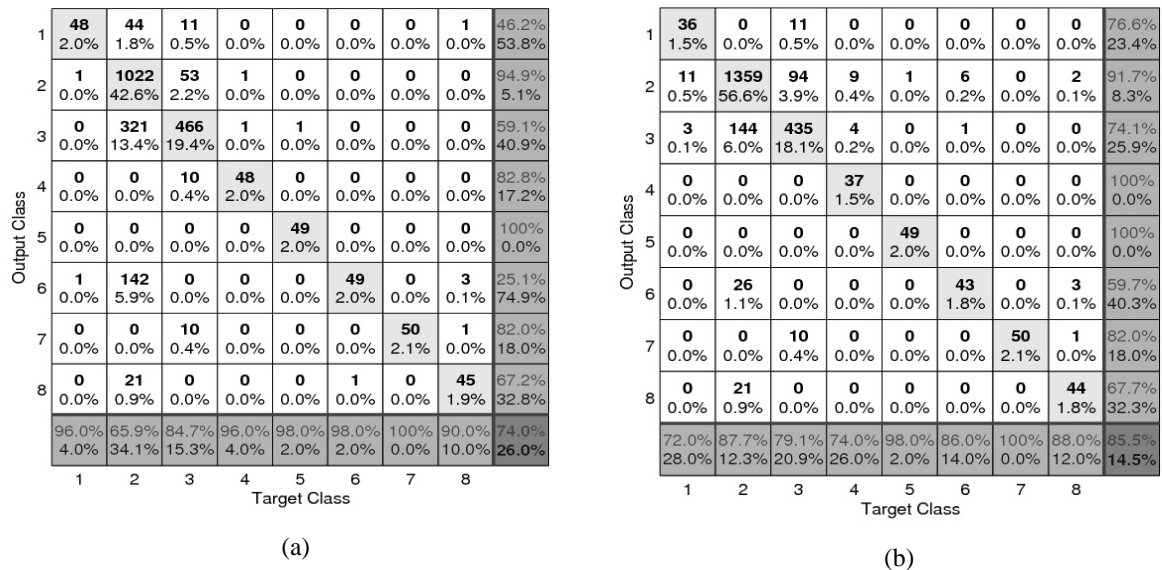 1 48 44 11 0 0 0 0 1 46.2%
2.0% 1.8% 0.5% 0.0% 0.0% 0.0% 0.0% 0.0% 53.8%
2 1 1022 53 1 0 0 0 0 94.9%
0.0% 42.6% 2.2% 0.0% 0.0% 0.0% 0.0% 0.0% 5.1%
3 0 321 466 1 1 0 0 0 59.1%
0.0% 13.4% 19.4% 0.0% 0.0% 0.0% 0.0% 0.0% 40.9%
4 0 0 10 48 0 0 0 0 82.8%
0.0% 0.0% 0.4% 2.0% 0.0% 0.0% 0.0% 0.0% 17.2%
5 0 0 0 0 49 0 0 0 100%
0.0% 0.0% 0.0% 0.0% 2.0% 0.0% 0.0% 0.0% 0.0%
6 1 142 0 0 0 49 0 3 25.1%
0.0% 5.9% 0.0% 0.0% 0.0% 2.0% 0.0% 0.1% 74.9%
7 0 0 10 0 0 0 50 1 82.0%
0.0% 0.0% 0.4% 0.0% 0.0% 0.0% 2.1% 0.0% 18.0%
8 0 21 0 0 0 1 0 45 67.2%
0.0% 0.9% 0.0% 0.0% 0.0% 0.0% 0.0% 1.9% 32.8%
96.0% 65.9% 84.7% 96.0% 98.0% 98.0% 100% 90.0% 74.0%
4.0% 34.1% 15.3% 4.0% 2.0% 2.0% 0.0% 10.0% 26.0%
1 2 3 4 5 6 7 8
Target Class
Output Class
(a)
1 36 0 11 0 0 0 0 0 76.6%
1.5% 0.0% 0.5% 0.0% 0.0% 0.0% 0.0% 0.0% 23.4%
2 11 1359 94 9 1 6 0 2 91.7%
0.5% 56.6% 3.9% 0.4% 0.0% 0.2% 0.0% 0.1% 8.3%
3 3 144 435 4 0 1 0 0 74.1%
0.1% 6.0% 18.1% 0.2% 0.0% 0.0% 0.0% 0.0% 25.9%
4 0 0 0 37 0 0 0 0 100%
0.0% 0.0% 0.0% 1.5% 0.0% 0.0% 0.0% 0.0% 0.0%
5 0 0 0 0 49 0 0 0 100%
0.0% 0.0% 0.0% 0.0% 2.0% 0.0% 0.0% 0.0% 0.0%
6 0 26 0 0 0 43 0 3 59.7%
0.0% 1.1% 0.0% 0.0% 0.0% 1.8% 0.0% 0.1% 40.3%
7 0 0 10 0 0 0 50 1 82.0%
0.0% 0.0% 0.4% 0.0% 0.0% 0.0% 2.1% 0.0% 18.0%
8 0 21 0 0 0 0 0 44 67.7%
0.0% 0.9% 0.0% 0.0% 0.0% 0.0% 0.0% 1.8% 32.3%
72.0% 87.7% 79.1% 74.0% 98.0% 86.0% 100% 88.0% 85.5%
28.0% 12.3% 20.9% 26.0% 2.0% 14.0% 0.0% 12.0% 14.5%
1 2 3 4 5 6 7 8
Target Class
Output Class
(b)